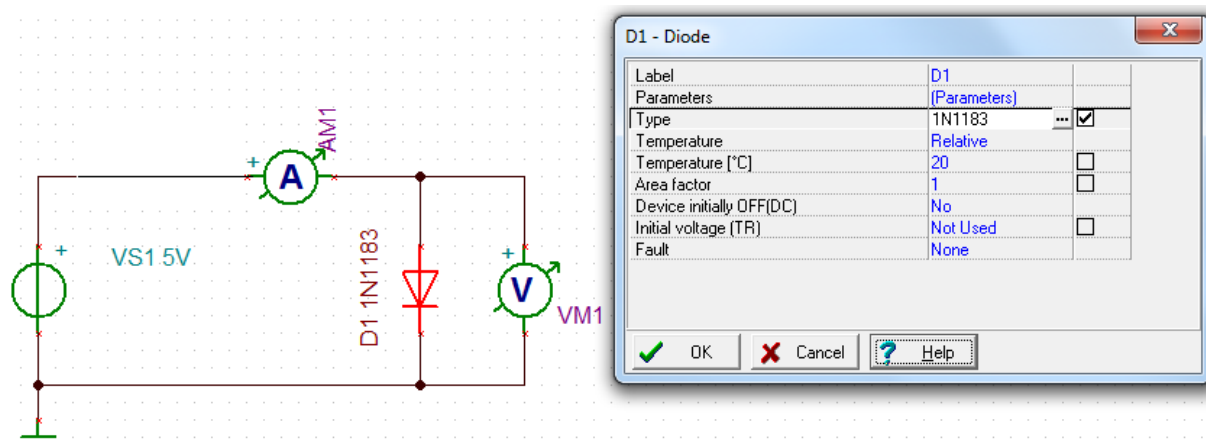 AM1
+
A
+
VS1 5V
D1 1N1183
+
V
VM1
D1 - Diode
x
Label D1
Parameters (Parameters)
Type 1N1183 ...
Temperature Relative
Temperature [°C] 20
Area factor 1
Device initially OFF(DC) No
Initial voltage (TR) Not Used
Fault None
OK Cancel ? Help